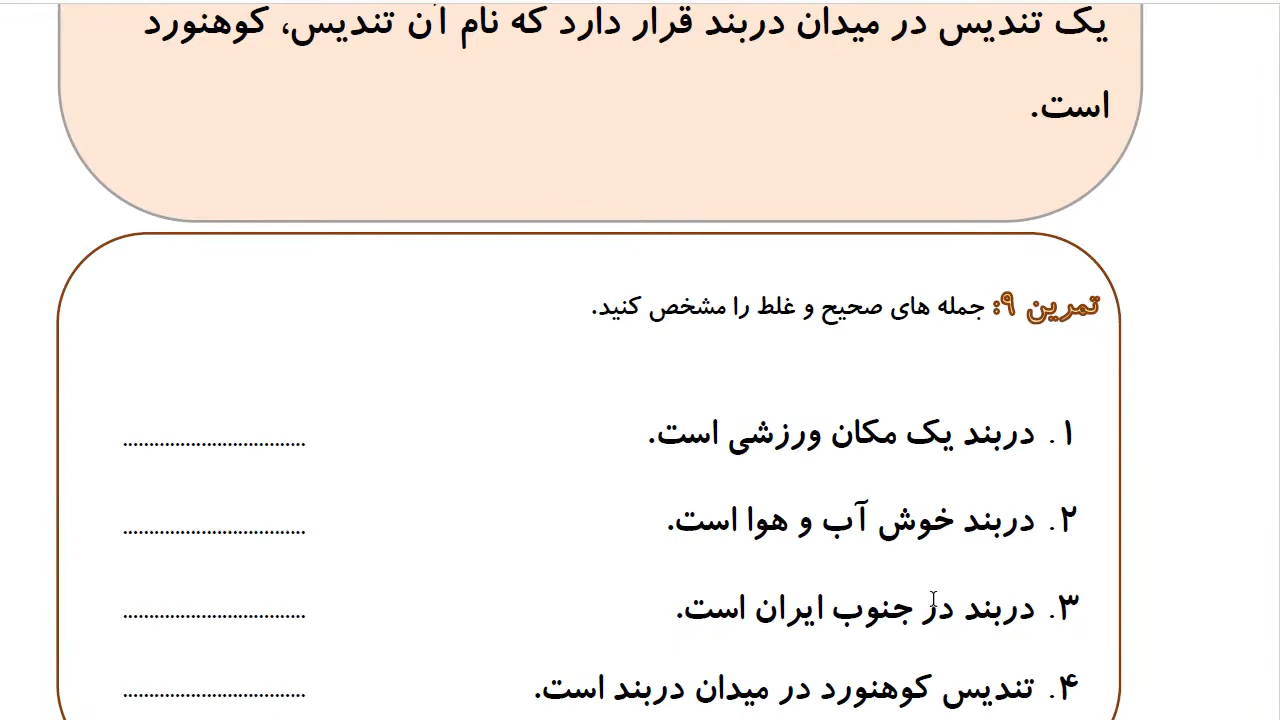 یک تندیس در میدان دربند قرار دارد که نام آن تندیس، کوهنورد
است.
تمرین ۹: جمله های صحیح و غلط را مشخص کنید.
۱. دربند یک مکان ورزشی است. ...................................
۲. دربند خوش آب و هوا است. ...................................
۳. دربند در جنوب ایران است. ...................................
۴. تندیس کوهنورد در میدان دربند است. ...................................